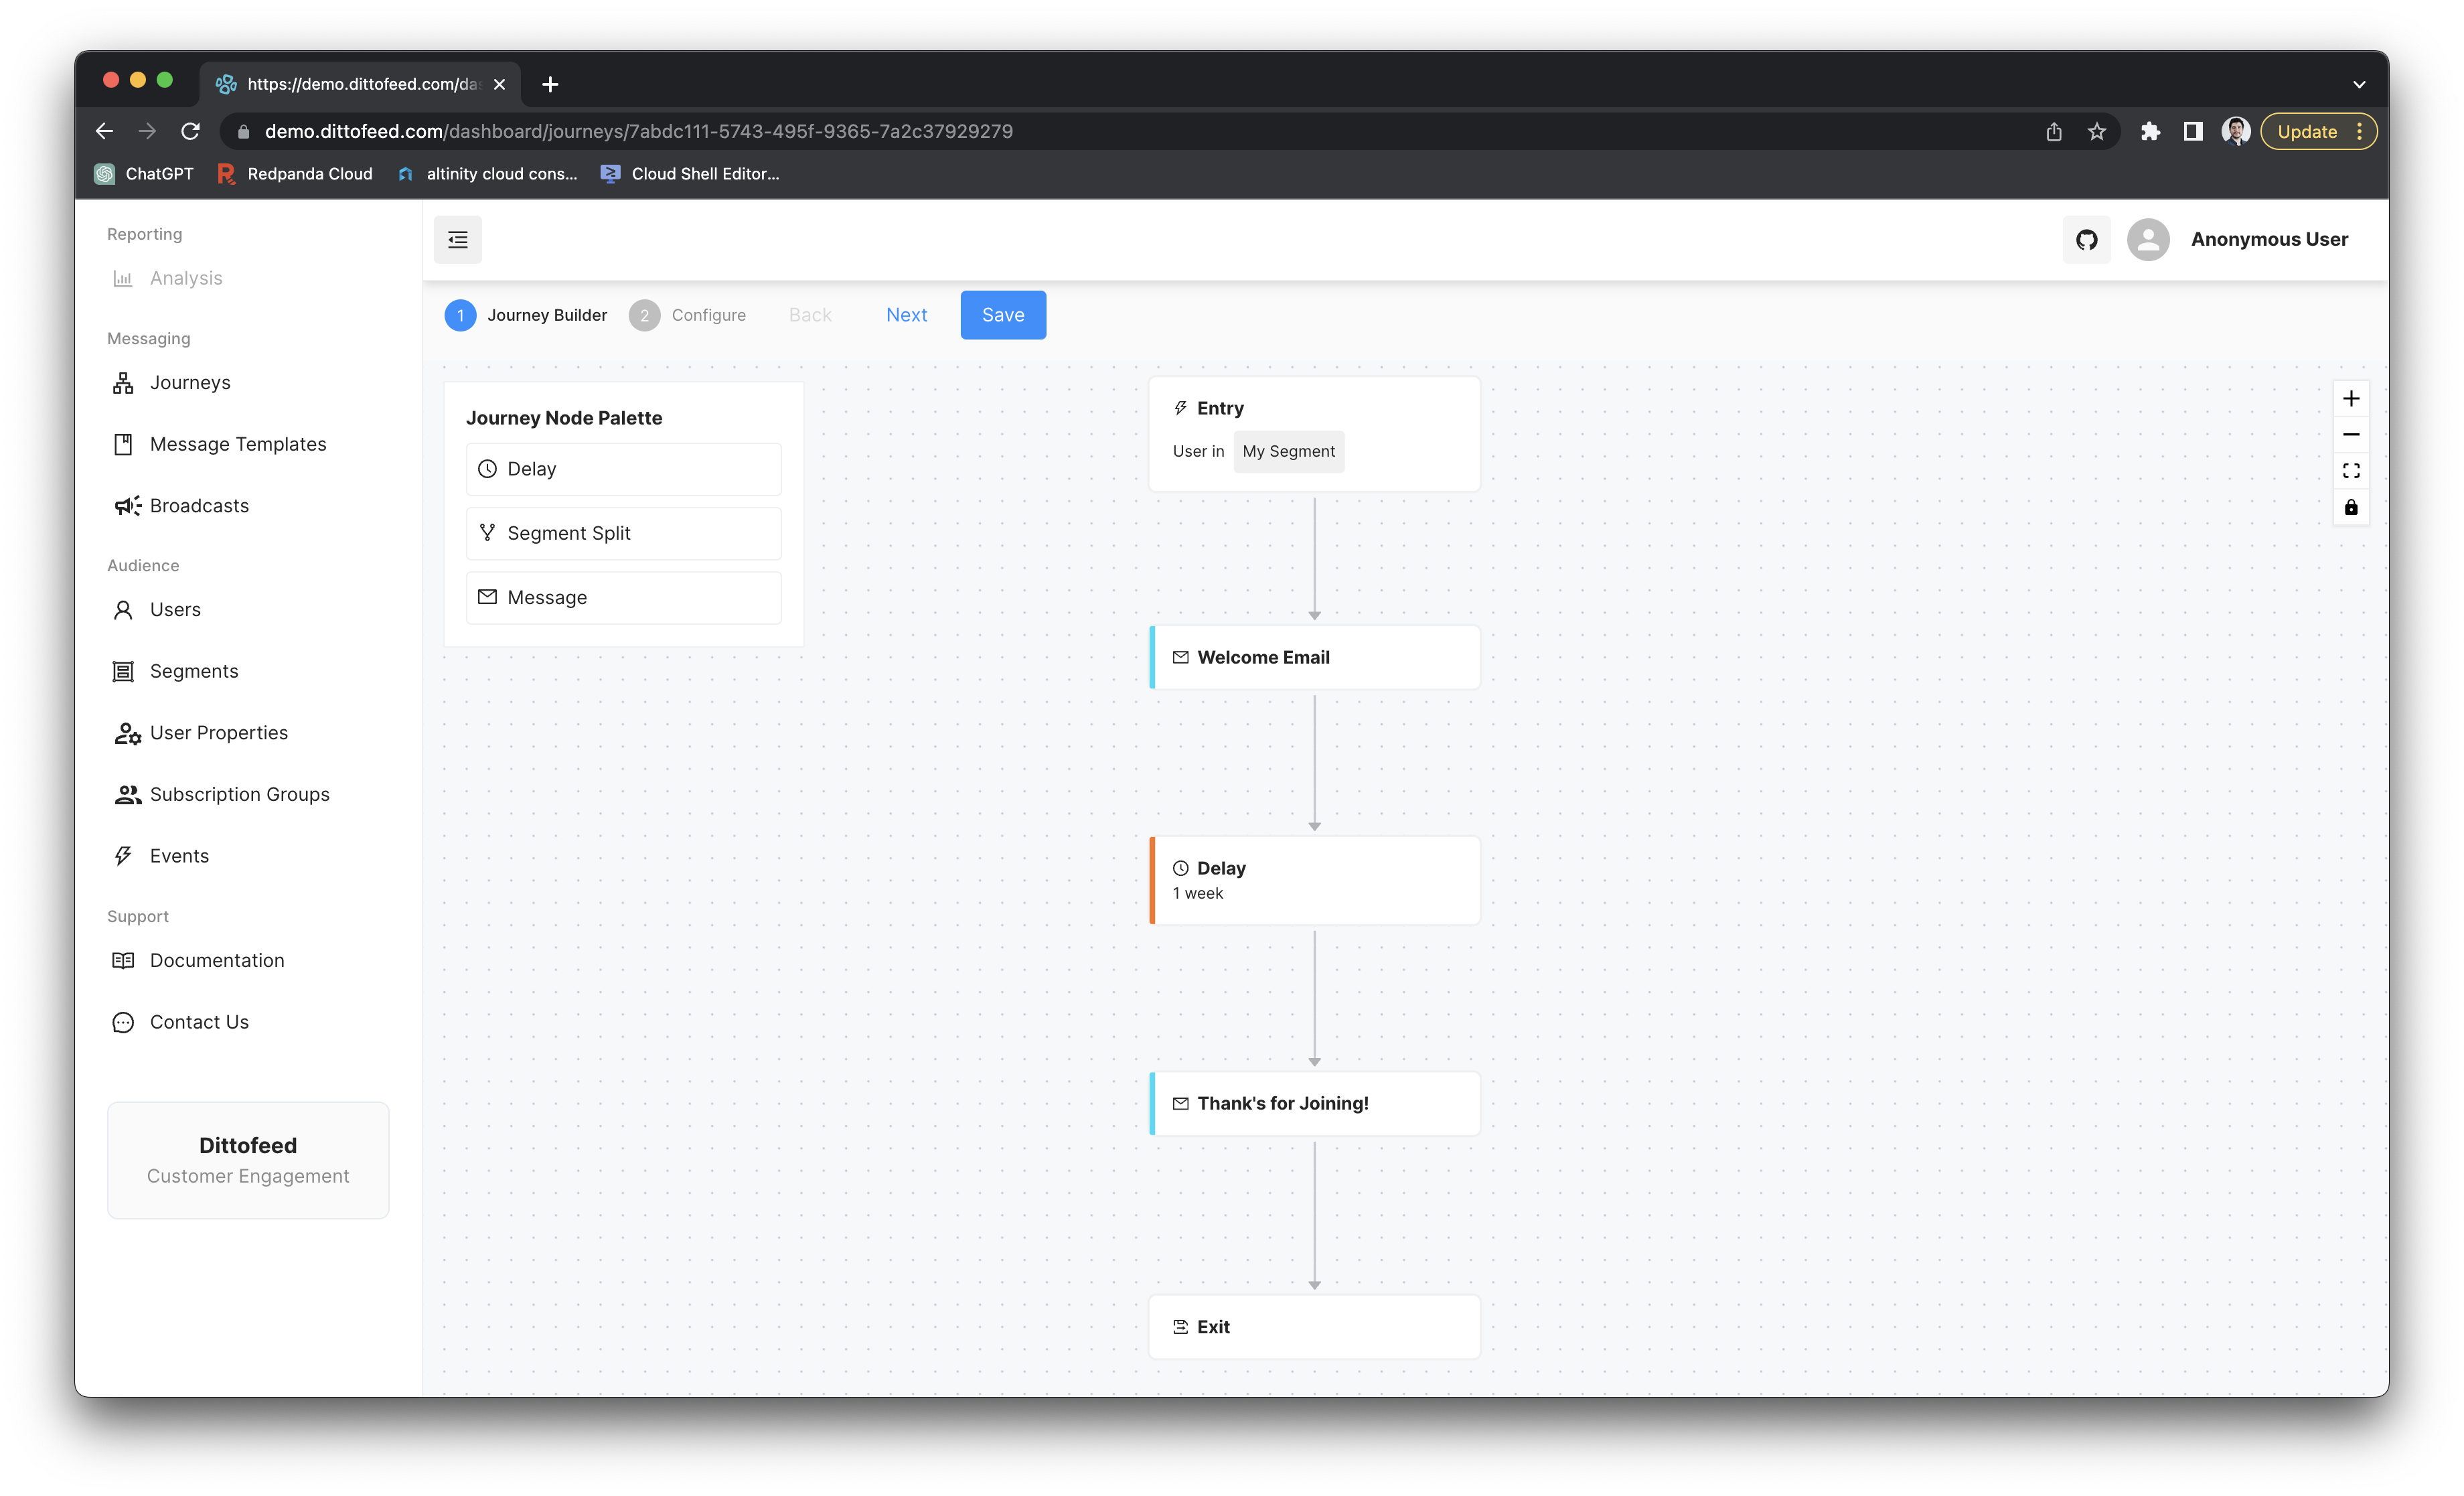 https://demo.dittofeed.com/da
demo.dittofeed.com/dashboard/journeys/7abdc111-5743-495f-9365-7a2c37929279
Update
ChatGPT
Redpanda Cloud
altinity cloud cons...
Cloud Shell Editor...
Reporting
Analysis
Messaging
Journeys
Message Templates
Broadcasts
Audience
Users
Segments
User Properties
Subscription Groups
Events
Support
Documentation
Contact Us
Dittofeed
Customer Engagement
Anonymous User
1 Journey Builder 2 Configure Back Next Save
Journey Node Palette
Delay
Segment Split
Message
Entry
User in My Segment
Welcome Email
Delay
1 week
Thank's for Joining!
Exit